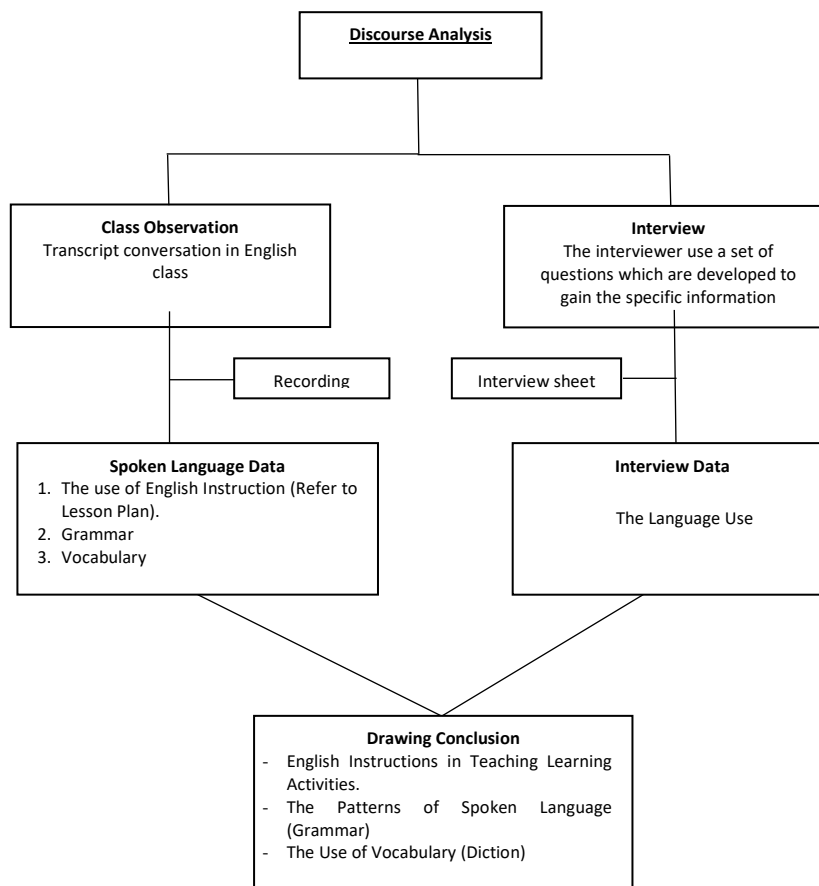 Discourse Analysis
Class Observation
Transcript conversation in English
class
Interview
The interviewer use a set of
questions which are developed to
gain the specific information
Recording
Interview sheet
Spoken Language Data
1. The use of English Instruction (Refer to
Lesson Plan).
2. Grammar
3. Vocabulary
Interview Data
The Language Use
Drawing Conclusion
- English Instructions in Teaching Learning
Activities.
- The Patterns of Spoken Language
(Grammar)
- The Use of Vocabulary (Diction)